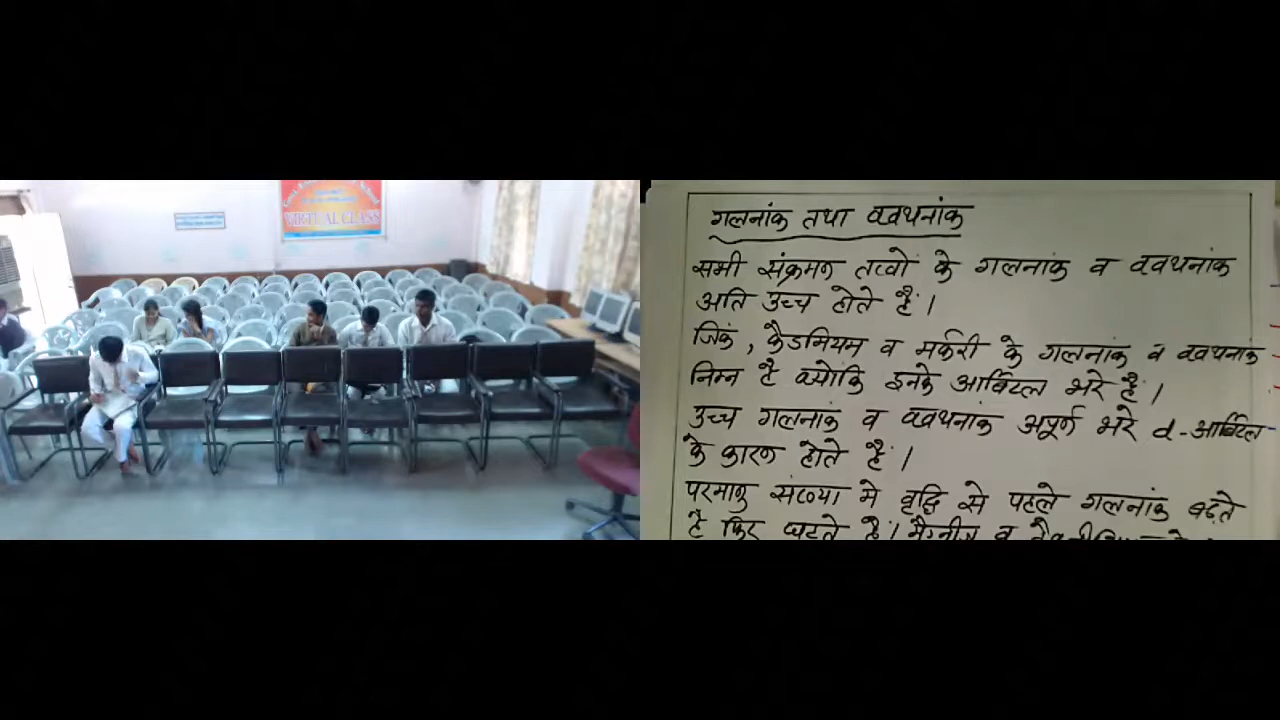 VIRTUAL CLASS
गलनांक तथा क्वथनांक
सभी संक्रमण तत्वो के गलनांक व क्वथनांक
अति उच्च होते हैं।
जिंक, कैडमियम व मर्करी के गलनांक व क्वथनांक
निम्न है क्योकि इनके आर्बिटल भरे है।
उच्च गलनांक व क्वथनांक अपूर्ण भरे d-आर्बिटल
के कारण होते है।
परमाणु संख्या मे वृद्धि से पहले गलनांक बढ़ते
है फिर घटते है। मैग्नीज व